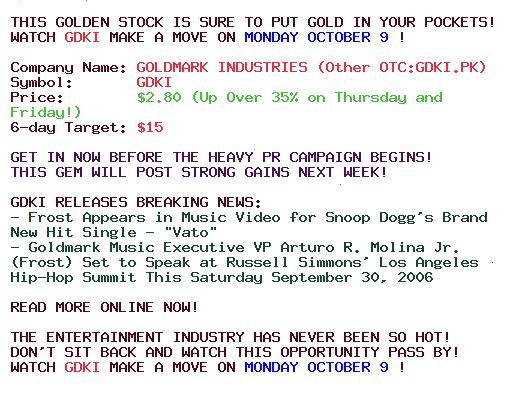 THIS GOLDEN STOCK IS SURE TO PUT GOLD IN YOUR POCKETS!
WATCH GDKI MAKE A MOVE ON MONDAY OCTOBER 9 !
Company Name: GOLDMARK INDUSTRIES (Other OTC:GDKI.PK)
Symbol: GDKI
Price: $2.80 (Up Over 35% on Thursday and
Friday!)
6-day Target: $15
GET IN NOW BEFORE THE HEAVY PR CAMPAIGN BEGINS!
THIS GEM WILL POST STRONG GAINS NEXT WEEK!
GDKI RELEASES BREAKING NEWS:
- Frost Appears in Music Video for Snoop Dogg's Brand
New Hit Single - "Vato"
- Goldmark Music Executive VP Arturo R. Molina Jr.
(Frost) Set to Speak at Russell Simmons' Los Angeles
Hip-Hop Summit This Saturday September 30, 2006
READ MORE ONLINE NOW!
THE ENTERTAINMENT INDUSTRY HAS NEVER BEEN SO HOT!
DON'T SIT BACK AND WATCH THIS OPPORTUNITY PASS BY!
WATCH GDKI MAKE A MOVE ON MONDAY OCTOBER 9 !